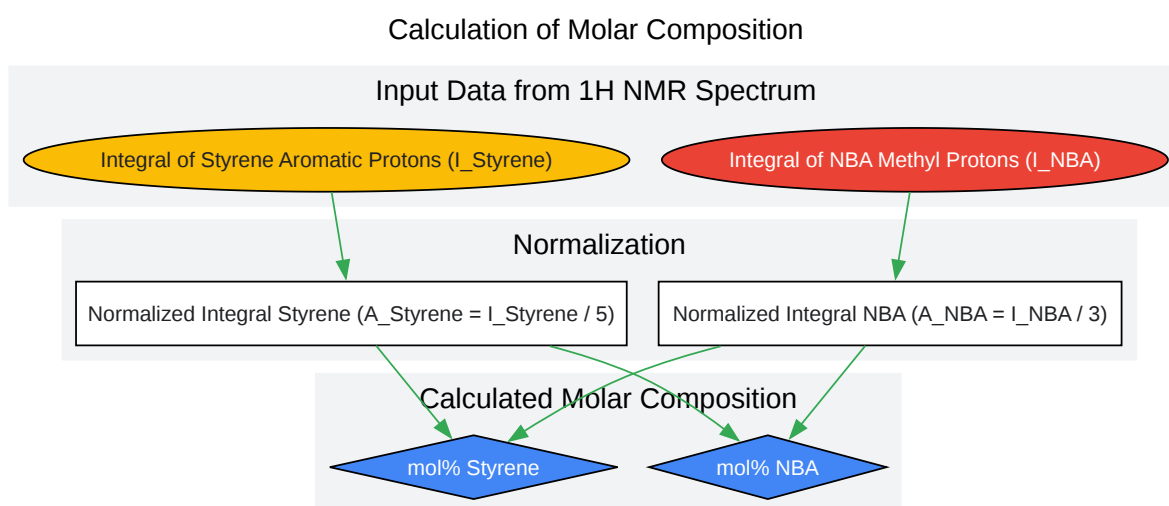 Calculation of Molar Composition
Input Data from 1H NMR Spectrum
Integral of Styrene Aromatic Protons (I_Styrene)
Integral of NBA Methyl Protons (I_NBA)
Normalization
Normalized Integral Styrene (A_Styrene = I_Styrene / 5)
Normalized Integral NBA (A_NBA = I_NBA / 3)
Calculated Molar Composition
mol% Styrene
mol% NBA